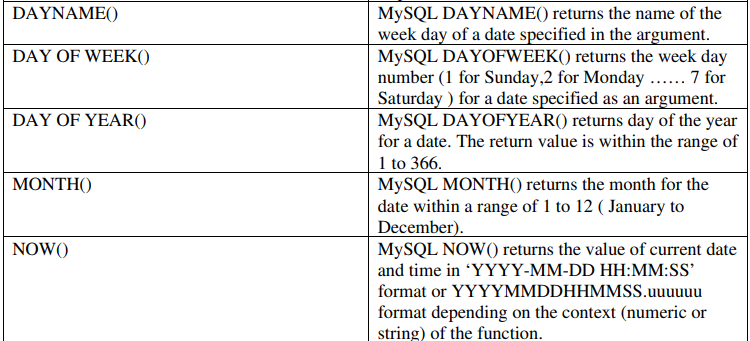 DAYNAME()
MySQL DAYNAME() returns the name of the
week day of a date specified in the argument.
DAY OF WEEK()
MySQL DAYOFWEEK() returns the week day
number (1 for Sunday,2 for Monday …… 7 for
Saturday ) for a date specified as an argument.
DAY OF YEAR()
MySQL DAYOFYEAR() returns day of the year
for a date. The return value is within the range of
1 to 366.
MONTH()
MySQL MONTH() returns the month for the
date within a range of 1 to 12 ( January to
December).
NOW()
MySQL NOW() returns the value of current date
and time in ‘YYYY-MM-DD HH:MM:SS’
format or YYYYMMDDHHMMSS.uuuuuu
format depending on the context (numeric or
string) of the function.